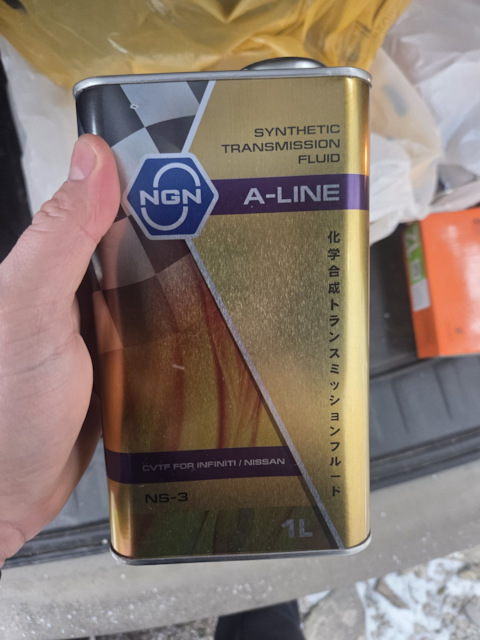 SYNTHETIC
TRANSMISSION
FLUID
NGN
A-LINE
化学合成トランスミッションフルード
CVTF FOR INFINITI / NISSAN
NS-3
1L